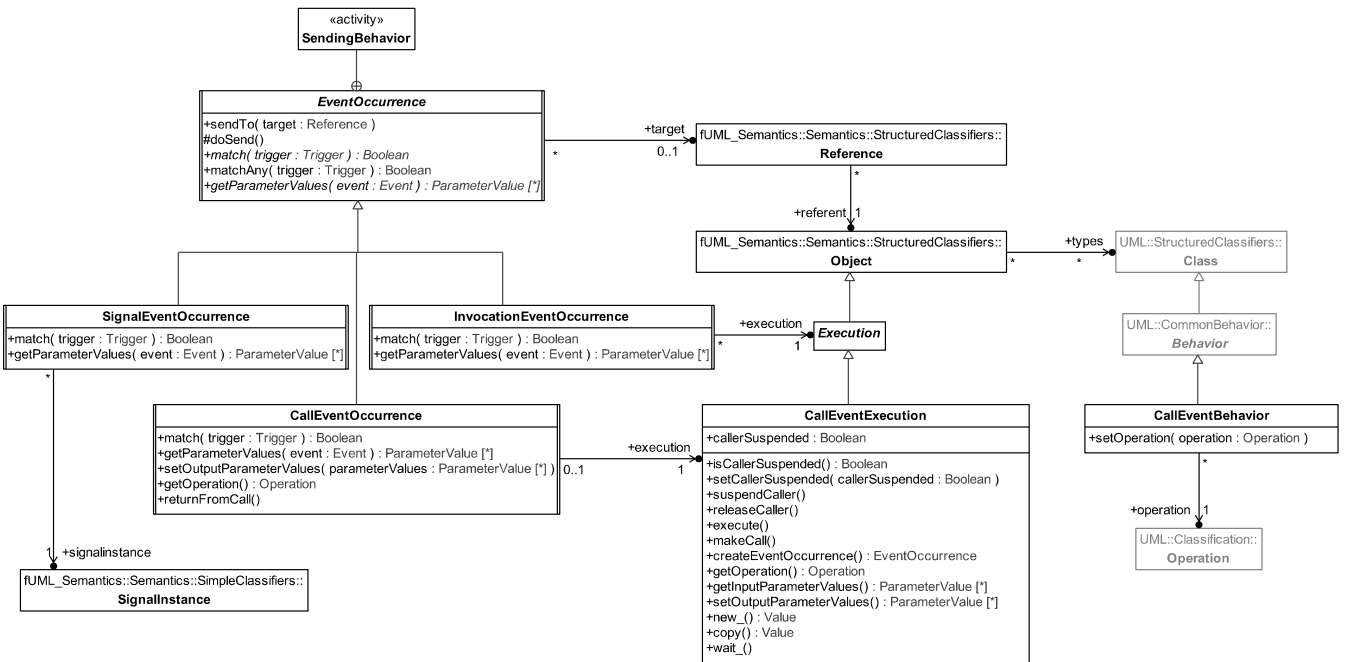 «activity»
SendingBehavior
EventOccurrence
+sendTo( target : Reference )
#doSend()
+match( trigger : Trigger ) : Boolean
+matchAny( trigger : Trigger ) : Boolean
+getParameterValues( event : Event ) : ParameterValue [*]
+target
*
0..1
fUML_Semantics::Semantics::StructuredClassifiers::
Reference
*
+referent
1
fUML_Semantics::Semantics::StructuredClassifiers::
Object
+types
*
*
UML::StructuredClassifiers::
Class
SignalEventOccurrence
+match( trigger : Trigger ) : Boolean
+getParameterValues( event : Event ) : ParameterValue [*]
InvocationEventOccurrence
+match( trigger : Trigger ) : Boolean
+getParameterValues( event : Event ) : ParameterValue [*]
+execution
*
1
Execution
UML::CommonBehavior::
Behavior
*
CallEventOccurrence
+match( trigger : Trigger ) : Boolean
+getParameterValues( event : Event ) : ParameterValue [*]
+setOutputParameterValues( parameterValues : ParameterValue [*] )
+getOperation() : Operation
+returnFromCall()
+execution
0..1
1
CallEventExecution
+callerSuspended : Boolean
+isCallerSuspended() : Boolean
+setCallerSuspended( callerSuspended : Boolean )
+suspendCaller()
+releaseCaller()
+execute()
+makeCall()
+createEventOccurrence() : EventOccurrence
+getOperation() : Operation
+getInputParameterValues() : ParameterValue [*]
+setOutputParameterValues() : ParameterValue [*]
+new_() : Value
+copy() : Value
+wait_()
CallEventBehavior
+setOperation( operation : Operation )
*
+operation
1
UML::Classification::
Operation
1
+signalinstance
fUML_Semantics::Semantics::SimpleClassifiers::
SignalInstance